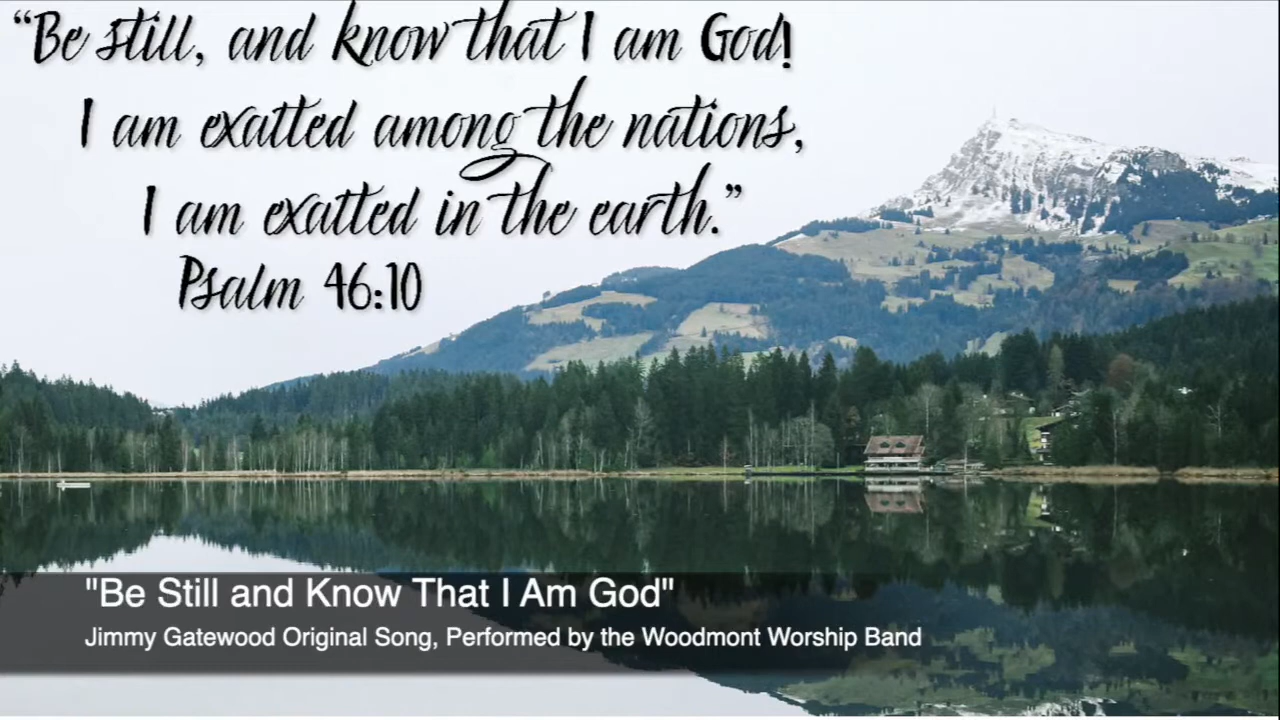 “Be still, and know that I am God!
I am exalted among the nations,
I am exalted in the earth.”
Psalm 46:10
"Be Still and Know That I Am God"
Jimmy Gatewood Original Song, Performed by the Woodmont Worship Band